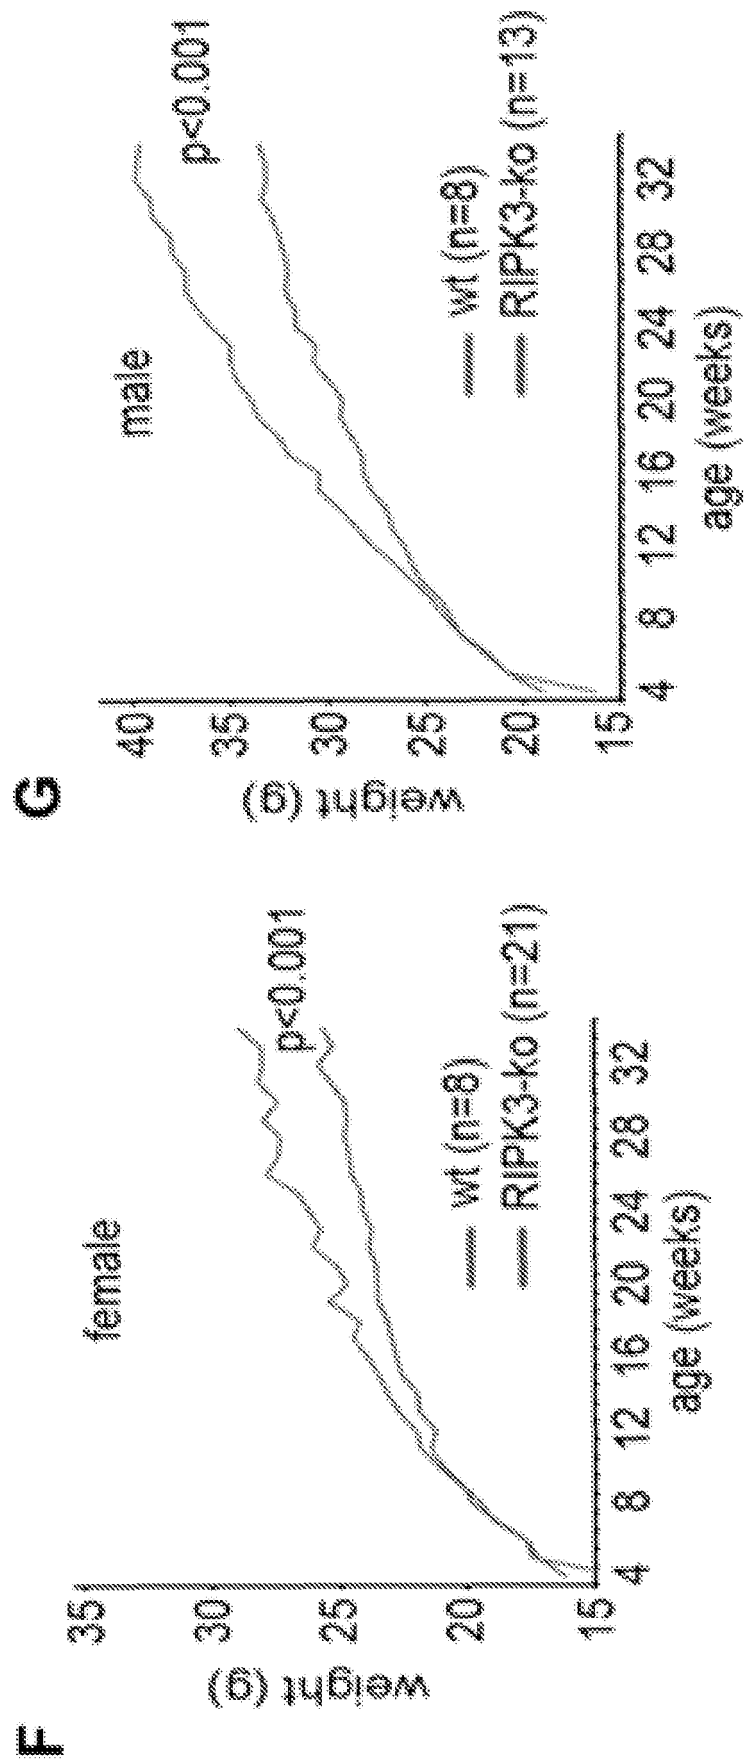 F
female
p<0.001
wt (n=8)
RIPK3-ko (n=21)
weight (g)
35
30
25
20
15
4 8 12 16 20 24 28 32
age (weeks)
G
male
p<0.001
wt (n=8)
RIPK3-ko (n=13)
weight (g)
40
35
30
25
20
15
4 8 12 16 20 24 28 32
age (weeks)